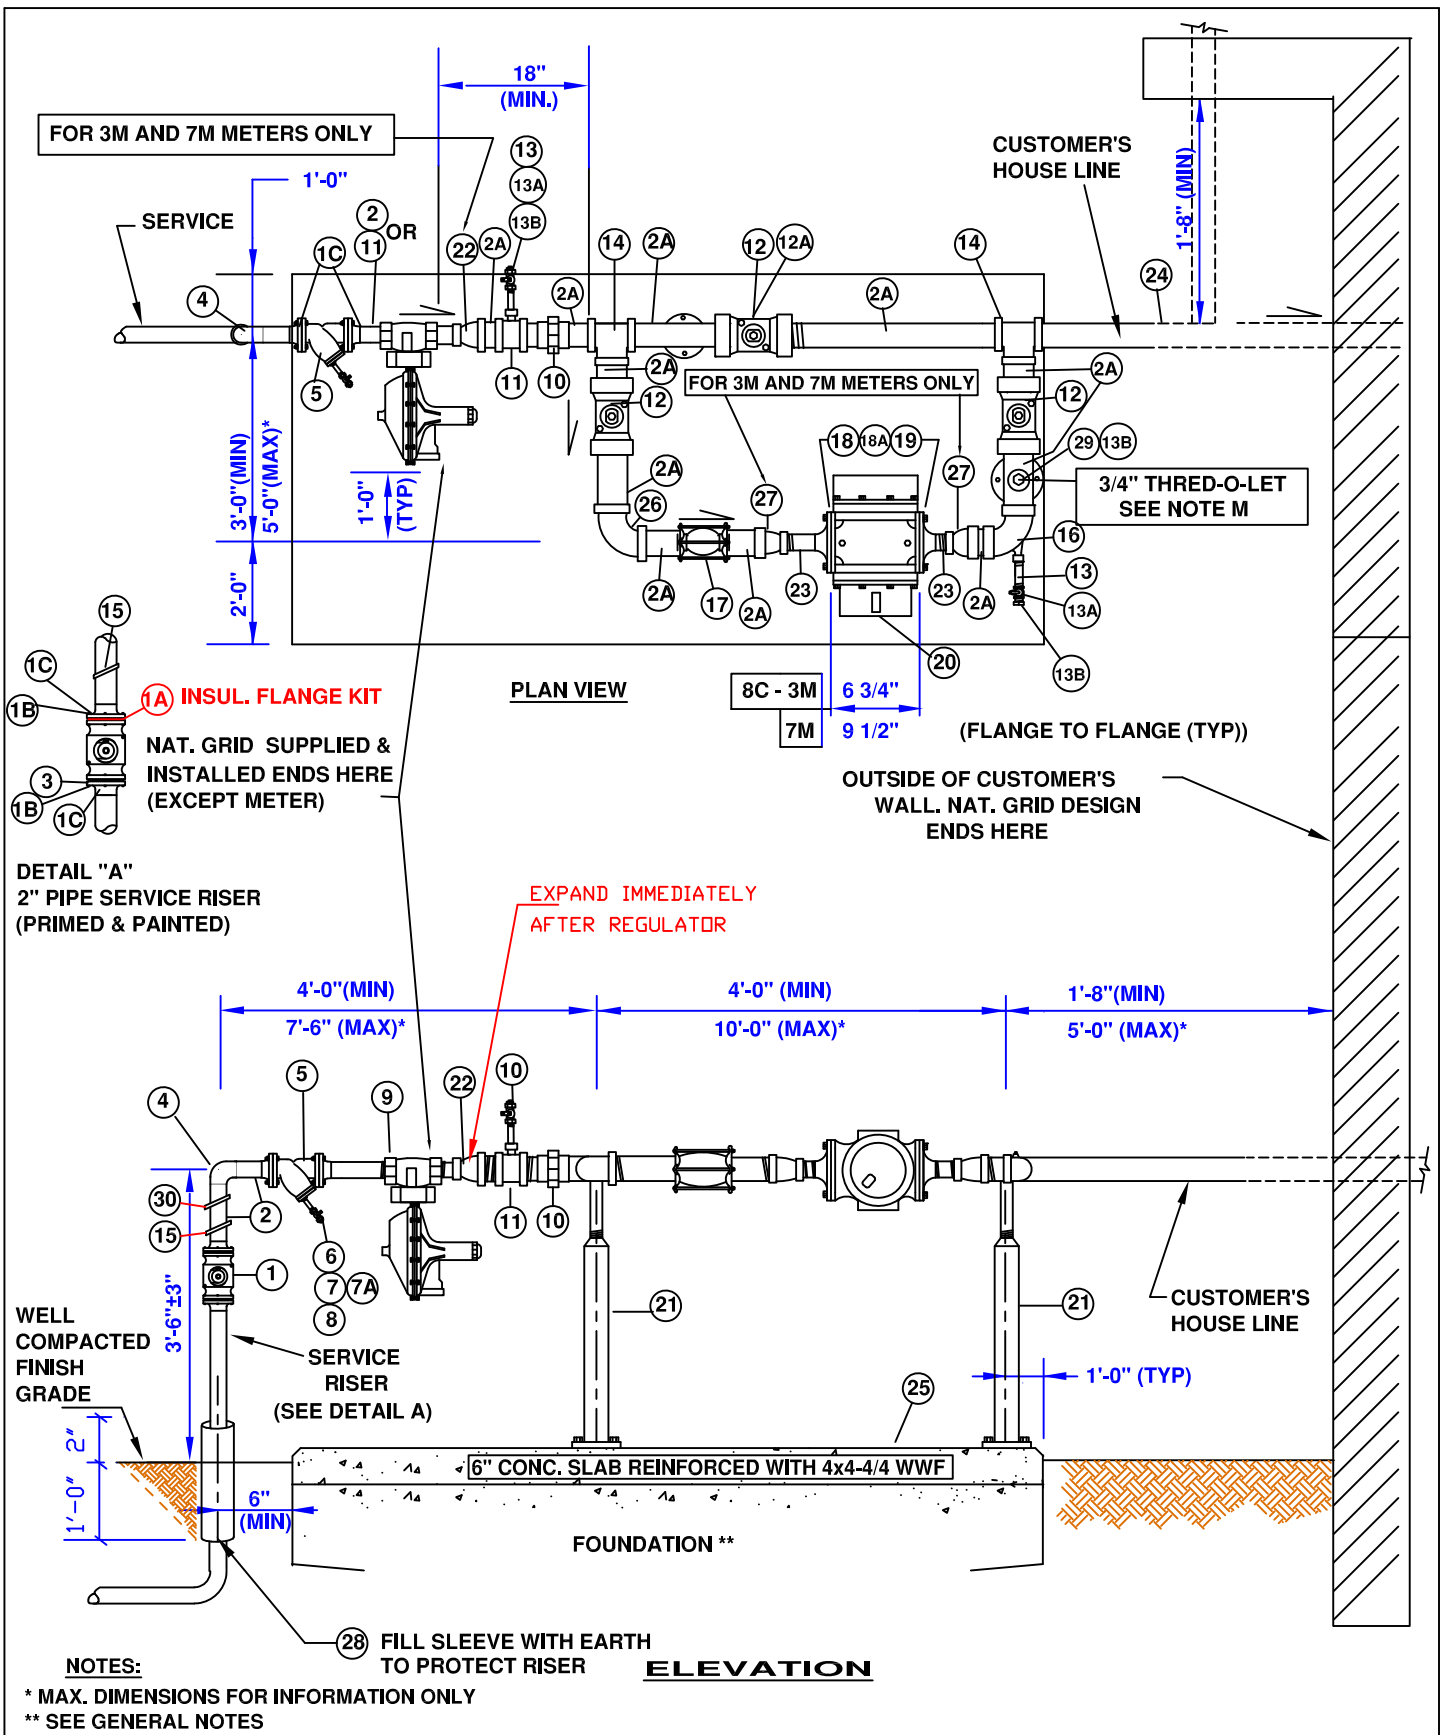 18"
(MIN.)
FOR 3M AND 7M METERS ONLY
1'-0"
SERVICE
CUSTOMER'S
HOUSE LINE
1'-8" (MIN)
13
13A
13B
2
OR
11
1C
22
2A
14
2A
12
12A
14
4
2A
2A
24
5
11
10
2A
FOR 3M AND 7M METERS ONLY
2A
12
12
3'-0"(MIN)
5'-0"(MAX)*
1'-0"
(TYP)
18
18A
19
29
13B
2A
27
27
3/4" THRED-O-LET
SEE NOTE M
26
16
2'-0"
2A
17
2A
23
23
2A
13
13A
13B
20
15
1C
1B
1A
INSUL. FLANGE KIT
PLAN VIEW
8C - 3M
6 3/4"
7M
9 1/2"
(FLANGE TO FLANGE (TYP))
NAT. GRID SUPPLIED &
INSTALLED ENDS HERE
(EXCEPT METER)
3
1B
1C
OUTSIDE OF CUSTOMER'S
WALL. NAT. GRID DESIGN
ENDS HERE
DETAIL "A"
2" PIPE SERVICE RISER
(PRIMED & PAINTED)
EXPAND IMMEDIATELY
AFTER REGULATOR
4'-0"(MIN)
7'-6" (MAX)*
4'-0" (MIN)
10'-0" (MAX)*
1'-8"(MIN)
5'-0" (MAX)*
4
5
9
22
10
30
15
2
11
10
1
6
7
7A
8
3'-6"±3"
21
21
CUSTOMER'S
HOUSE LINE
WELL
COMPACTED
FINISH
GRADE
SERVICE
RISER
(SEE DETAIL A)
25
1'-0" (TYP)
2"
1'-0"
6"
(MIN)
6" CONC. SLAB REINFORCED WITH 4x4-4/4 WWF
FOUNDATION **
28
FILL SLEEVE WITH EARTH
TO PROTECT RISER
ELEVATION
NOTES:
* MAX. DIMENSIONS FOR INFORMATION ONLY
** SEE GENERAL NOTES